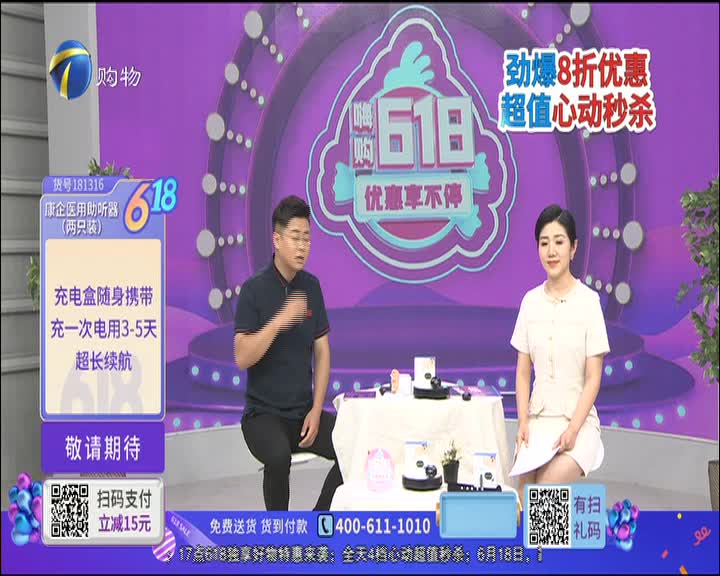 购物
劲爆8折优惠
超值心动秒杀
618
优惠享不停
货号181316
618
康企医用助听器
(两只装)
充电盒随身携带
充一次电用3-5天
超长续航
敬请期待
扫码支付
立减15元
618 SALE
免费送货 货到付款
400-611-1010
有扫
礼码
17点618独享好物特惠来袭；全天4档心动超值秒杀；6月18日，